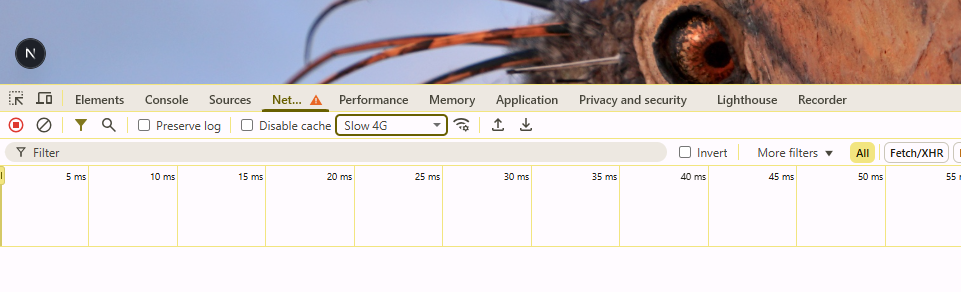 N
Elements Console Sources Net... Performance Memory Application Privacy and security Lighthouse Recorder
Preserve log Disable cache Slow 4G
Filter Invert More filters All Fetch/XHR
5 ms 10 ms 15 ms 20 ms 25 ms 30 ms 35 ms 40 ms 45 ms 50 ms 55